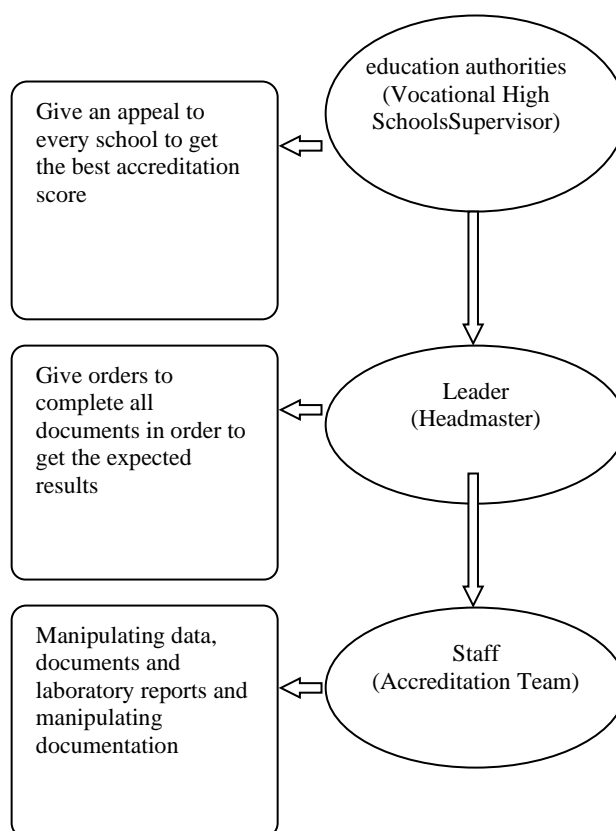 education authorities
(Vocational High
SchoolsSupervisor)
Give an appeal to
every school to get
the best accreditation
score
Leader
(Headmaster)
Give orders to
complete all
documents in order to
get the expected
results
Staff
(Accreditation Team)
Manipulating data,
documents and
laboratory reports and
manipulating
documentation